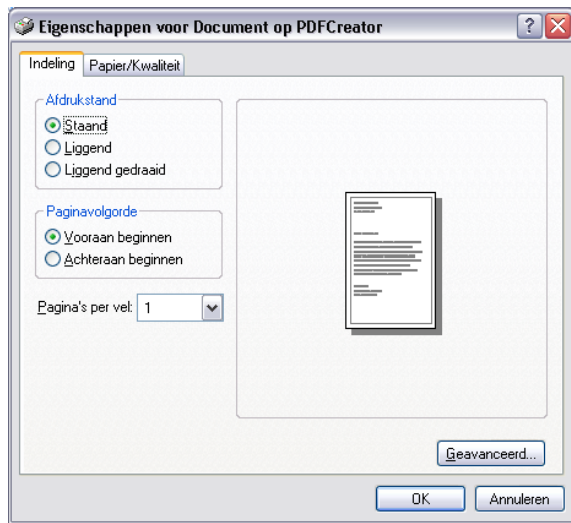 Eigenschappen voor Document op PDFCreator
Indeling
Papier/Kwaliteit
Afdrukstand
Staand
Liggend
Liggend gedraaid
Paginavolgorde
Vooraan beginnen
Achteraan beginnen
Pagina's per vel: 1
Geavanceerd...
OK
Annuleren